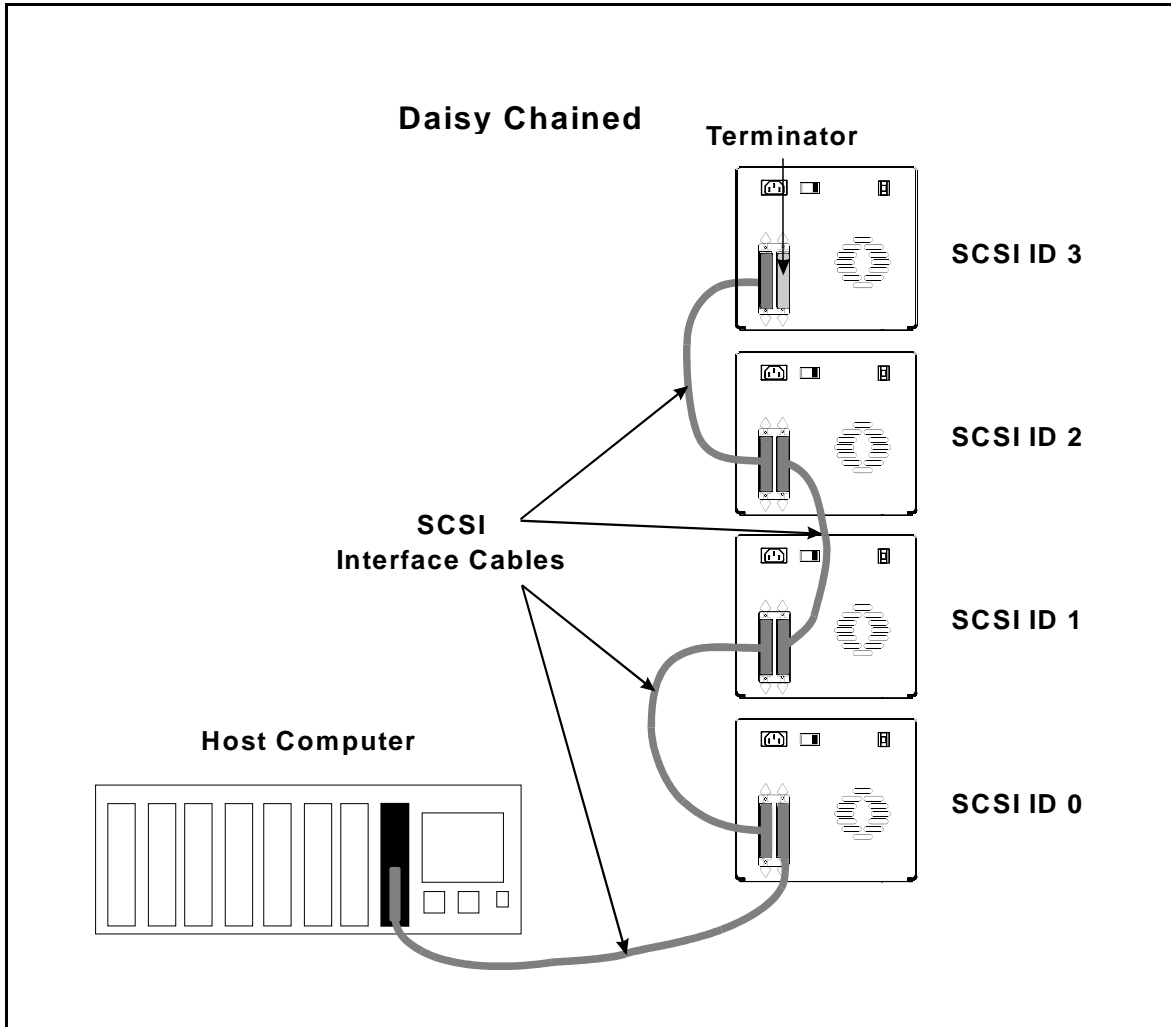 Daisy Chained
Terminator
SCSI ID 3
SCSI ID 2
SCSI
Interface Cables
SCSI ID 1
Host Computer
SCSI ID 0